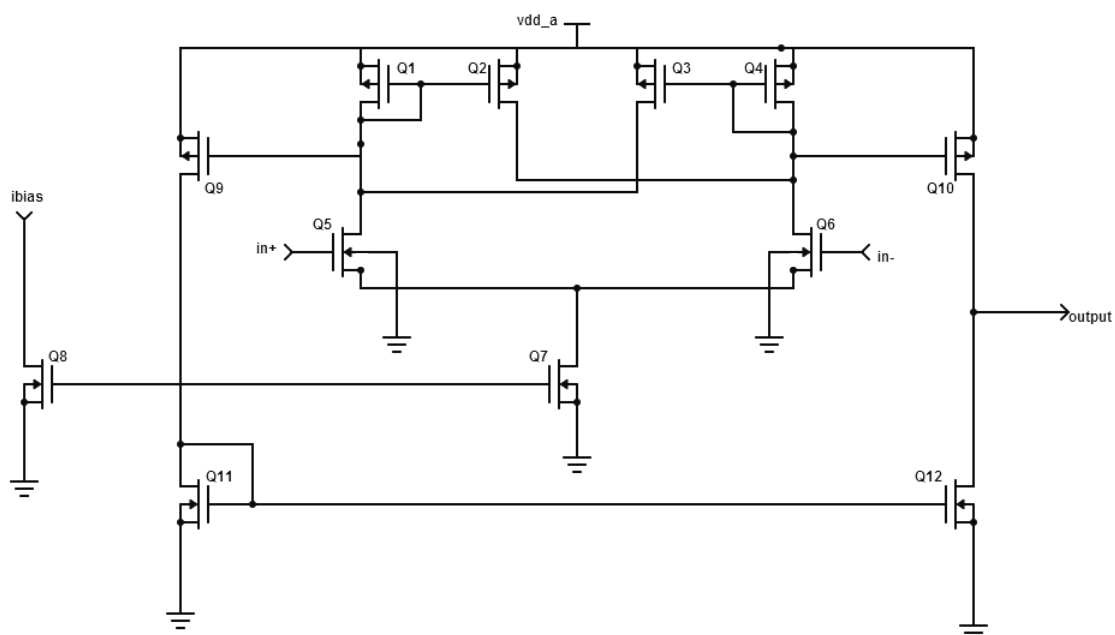 vdd_a
Q1
Q2
Q3
Q4
Q9
Q10
ibias
Q5
Q6
in+
in-
output
Q8
Q7
Q11
Q12